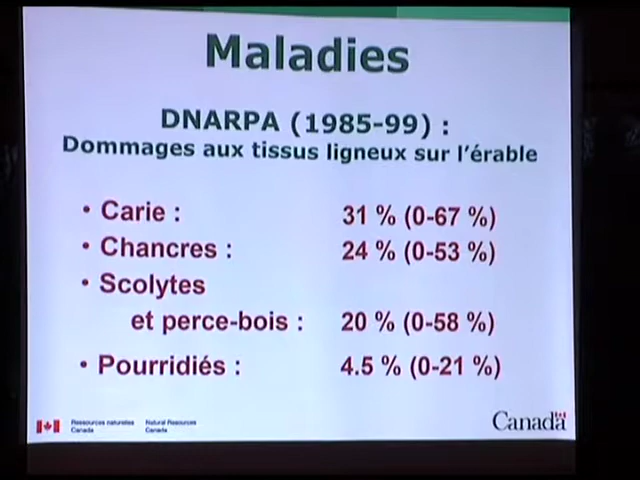 Maladies
DNARPA (1985-99) :
Dommages aux tissus ligneux sur l'érable
• Carie : 31 % (0-67 %)
• Chancres : 24 % (0-53 %)
• Scolytes
et perce-bois : 20 % (0-58 %)
• Pourridiés : 4.5 % (0-21 %)
Ressources naturelles Natural Resources
Canada Canada
Canada